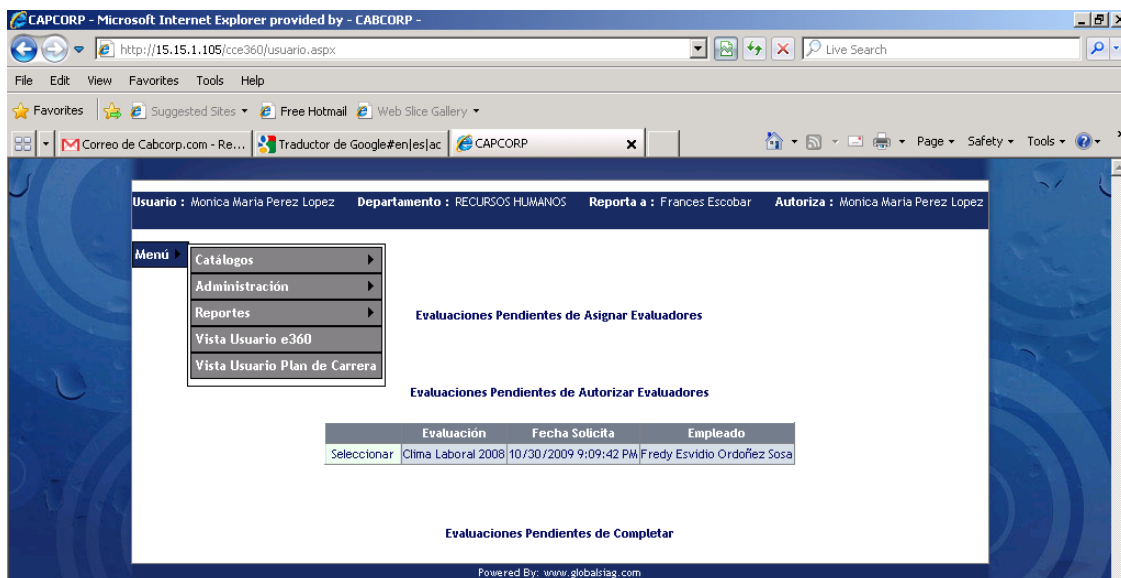 CAPCORP - Microsoft Internet Explorer provided by - CABCORP -
http://15.15.1.105/cce360/usuario.aspx
Live Search
File Edit View Favorites Tools Help
Favorites Suggested Sites Free Hotmail Web Slice Gallery
Correo de Cabcorp.com - Re... Traductor de Google#en|es|ac CAPCORP Page Safety Tools
Usuario : Monica Maria Perez Lopez Departamento : RECURSOS HUMANOS Reporta a : Frances Escobar Autoriza : Monica Maria Perez Lopez
Menú
Catálogos
Administración
Reportes
Vista Usuario e360
Vista Usuario Plan de Carrera
Evaluaciones Pendientes de Asignar Evaluadores
Evaluaciones Pendientes de Autorizar Evaluadores
Evaluación Fecha Solicita Empleado
Seleccionar Clima Laboral 2008 10/30/2009 9:09:42 PM Fredy Esvidio Ordoñez Sosa
Evaluaciones Pendientes de Completar
Powered By: www.globalsiag.com